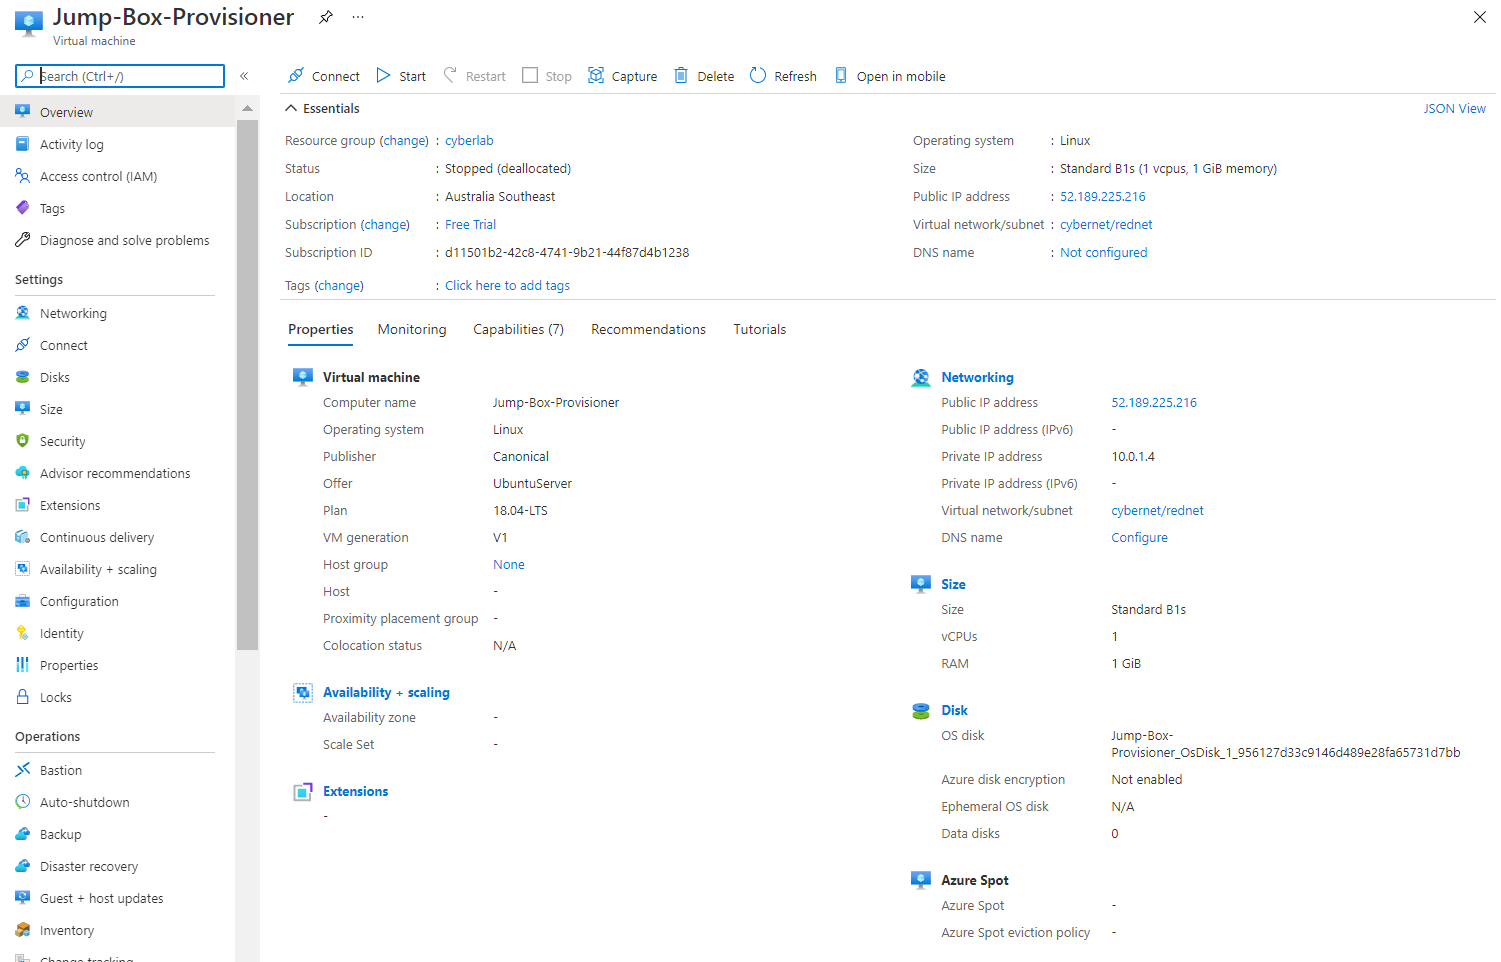 Jump-Box-Provisioner
Virtual machine
Search (Ctrl+/)
Overview
Activity log
Access control (IAM)
Tags
Diagnose and solve problems
Settings
Networking
Connect
Disks
Size
Security
Advisor recommendations
Extensions
Continuous delivery
Availability + scaling
Configuration
Identity
Properties
Locks
Operations
Bastion
Auto-shutdown
Backup
Disaster recovery
Guest + host updates
Inventory
Change tracking
Connect Start Restart Stop Capture Delete Refresh Open in mobile
Essentials JSON View
Resource group (change) : cyberlab
Status : Stopped (deallocated)
Location : Australia Southeast
Subscription (change) : Free Trial
Subscription ID : d11501b2-42c8-4741-9b21-44f87d4b1238
Tags (change) : Click here to add tags
Operating system : Linux
Size : Standard B1s (1 vcpus, 1 GiB memory)
Public IP address : 52.189.225.216
Virtual network/subnet : cybernet/rednet
DNS name : Not configured
Properties Monitoring Capabilities (7) Recommendations Tutorials
Virtual machine
Computer name Jump-Box-Provisioner
Operating system Linux
Publisher Canonical
Offer UbuntuServer
Plan 18.04-LTS
VM generation V1
Host group None
Host -
Proximity placement group -
Colocation status N/A
Availability + scaling
Availability zone -
Scale Set -
Extensions
-
Networking
Public IP address 52.189.225.216
Public IP address (IPv6) -
Private IP address 10.0.1.4
Private IP address (IPv6) -
Virtual network/subnet cybernet/rednet
DNS name Configure
Size
Size Standard B1s
vCPUs 1
RAM 1 GiB
Disk
OS disk Jump-Box-
Provisioner_OsDisk_1_956127d33c9146d489e28fa65731d7bb
Azure disk encryption Not enabled
Ephemeral OS disk N/A
Data disks 0
Azure Spot
Azure Spot -
Azure Spot eviction policy -